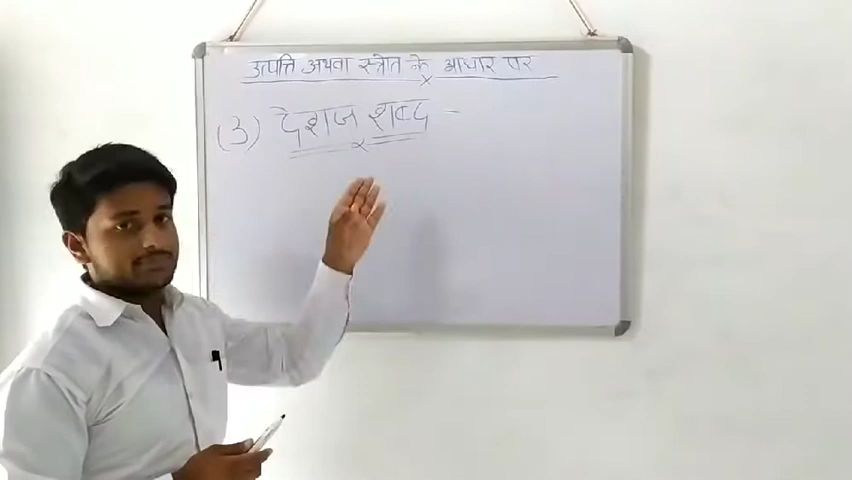 उत्पत्ति अथवा स्त्रोत के आधार पर
(3) देशज शब्द -